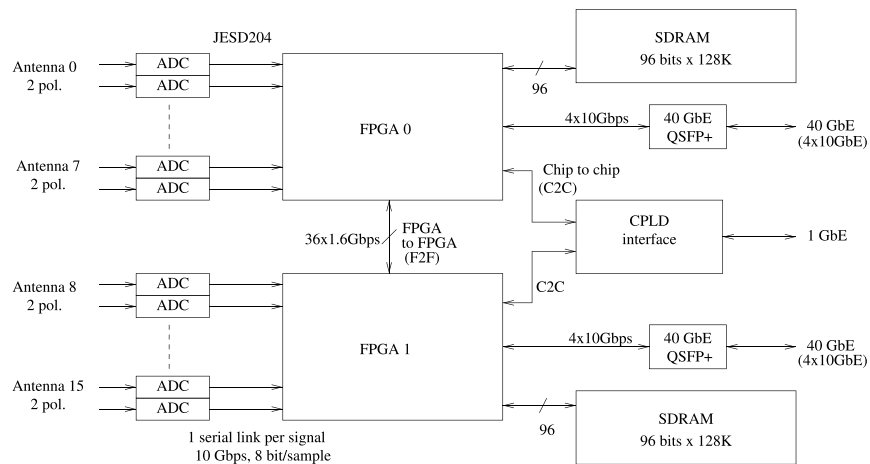 JESD204
SDRAM
96 bits x 128K
Antenna 0
2 pol.
ADC
ADC
96
FPGA 0
4x10Gbps
40 GbE
QSFP+
40 GbE
(4x10GbE)
Antenna 7
2 pol.
ADC
ADC
Chip to chip
(C2C)
36x1.6Gbps
FPGA
to FPGA
(F2F)
CPLD
interface
1 GbE
Antenna 8
2 pol.
ADC
ADC
C2C
FPGA 1
4x10Gbps
40 GbE
QSFP+
40 GbE
(4x10GbE)
Antenna 15
2 pol.
ADC
ADC
96
SDRAM
96 bits x 128K
1 serial link per signal
10 Gbps, 8 bit/sample